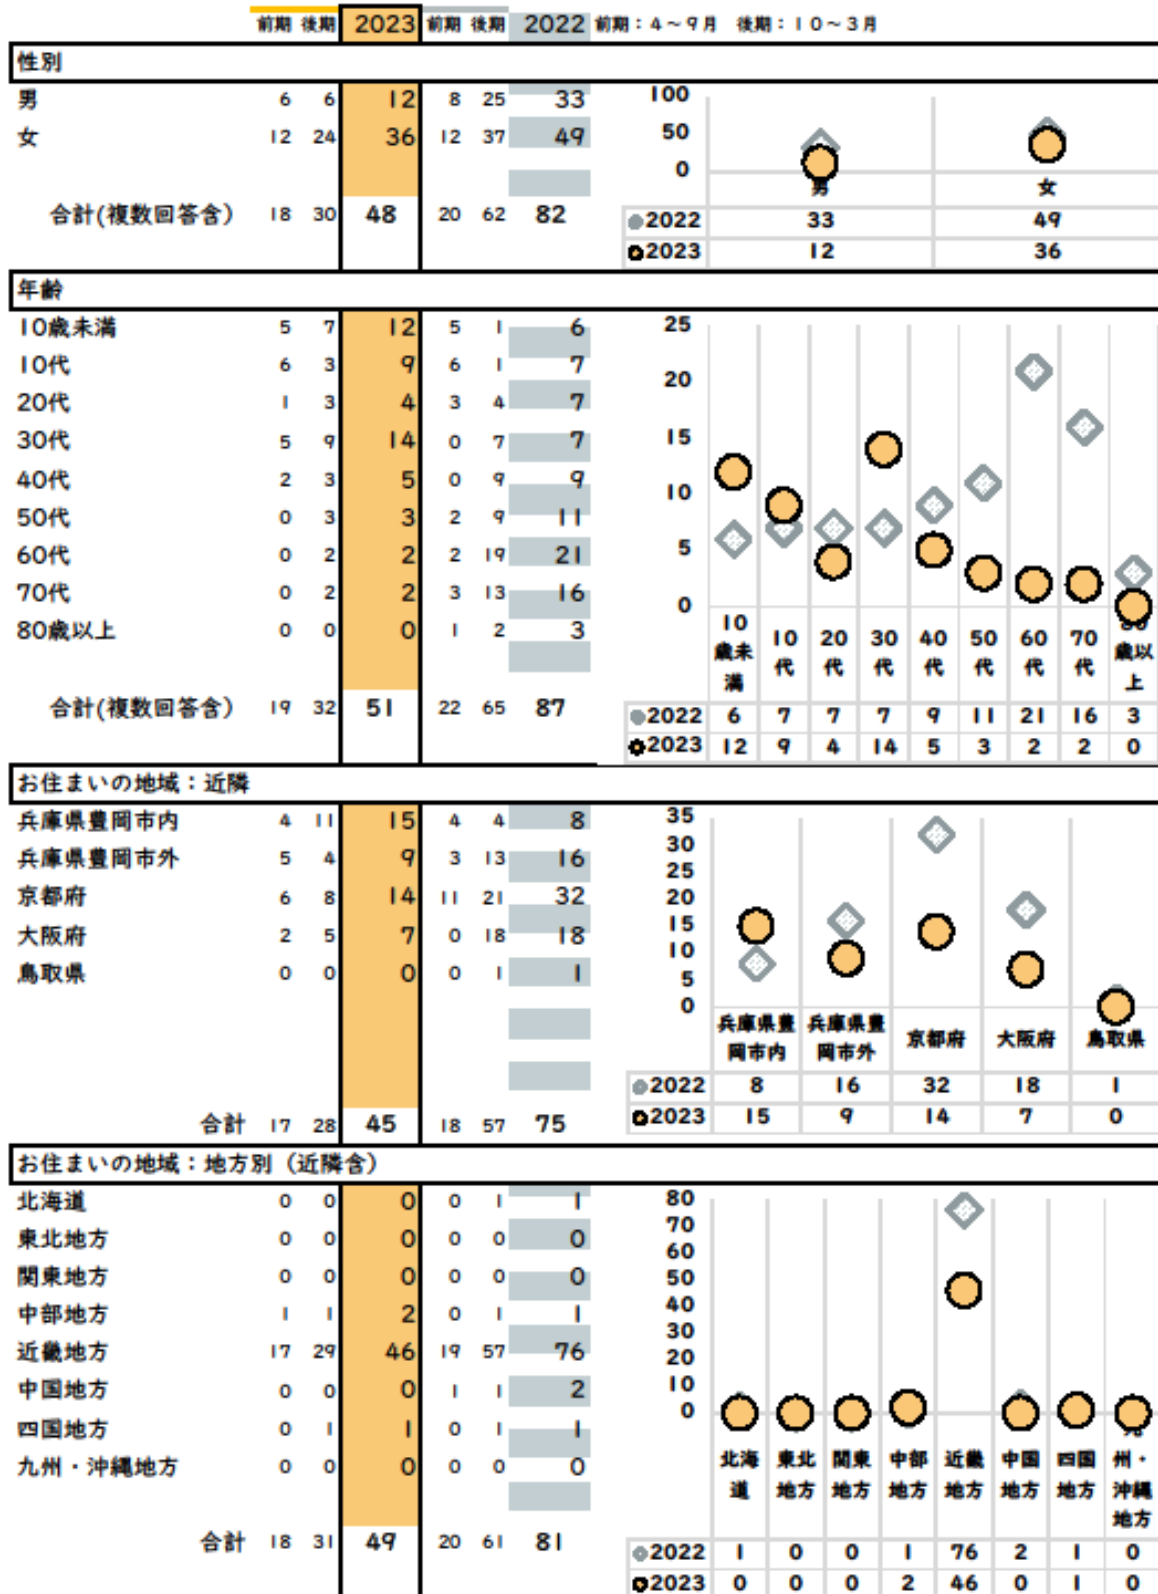 前期 後期 2023 前期 後期 2022 前期：4～9月　後期：10～3月
性別
男 6 6 12 8 25 33
女 12 24 36 12 37 49
合計(複数回答含) 18 30 48 20 62 82
100
50
0
男 女
2022 33 49
2023 12 36
年齢
10歳未満 5 7 12 5 1 6
10代 6 3 9 6 1 7
20代 1 3 4 3 4 7
30代 5 9 14 0 7 7
40代 2 3 5 0 9 9
50代 0 3 3 2 9 11
60代 0 2 2 2 19 21
70代 0 2 2 3 13 16
80歳以上 0 0 0 1 2 3
合計(複数回答含) 19 32 51 22 65 87
25
20
15
10
5
0
10歳未満 10代 20代 30代 40代 50代 60代 70代 80歳以上
2022 6 7 7 7 9 11 21 16 3
2023 12 9 4 14 5 3 2 2 0
お住まいの地域：近隣
兵庫県豊岡市内 4 11 15 4 4 8
兵庫県豊岡市外 5 4 9 3 13 16
京都府 6 8 14 11 21 32
大阪府 2 5 7 0 18 18
鳥取県 0 0 0 0 1 1
合計 17 28 45 18 57 75
35
30
25
20
15
10
5
0
兵庫県豊岡市内 兵庫県豊岡市外 京都府 大阪府 鳥取県
2022 8 16 32 18 1
2023 15 9 14 7 0
お住まいの地域：地方別（近隣含）
北海道 0 0 0 0 1 1
東北地方 0 0 0 0 0 0
関東地方 0 0 0 0 0 0
中部地方 1 1 2 0 1 1
近畿地方 17 29 46 19 57 76
中国地方 0 0 0 1 1 2
四国地方 0 1 1 0 1 1
九州・沖縄地方 0 0 0 0 0 0
合計 18 31 49 20 61 81
80
70
60
50
40
30
20
10
0
北海道 東北地方 関東地方 中部地方 近畿地方 中国地方 四国地方 九州・沖縄地方
2022 1 0 0 1 76 2 1 0
2023 0 0 0 2 46 0 1 0